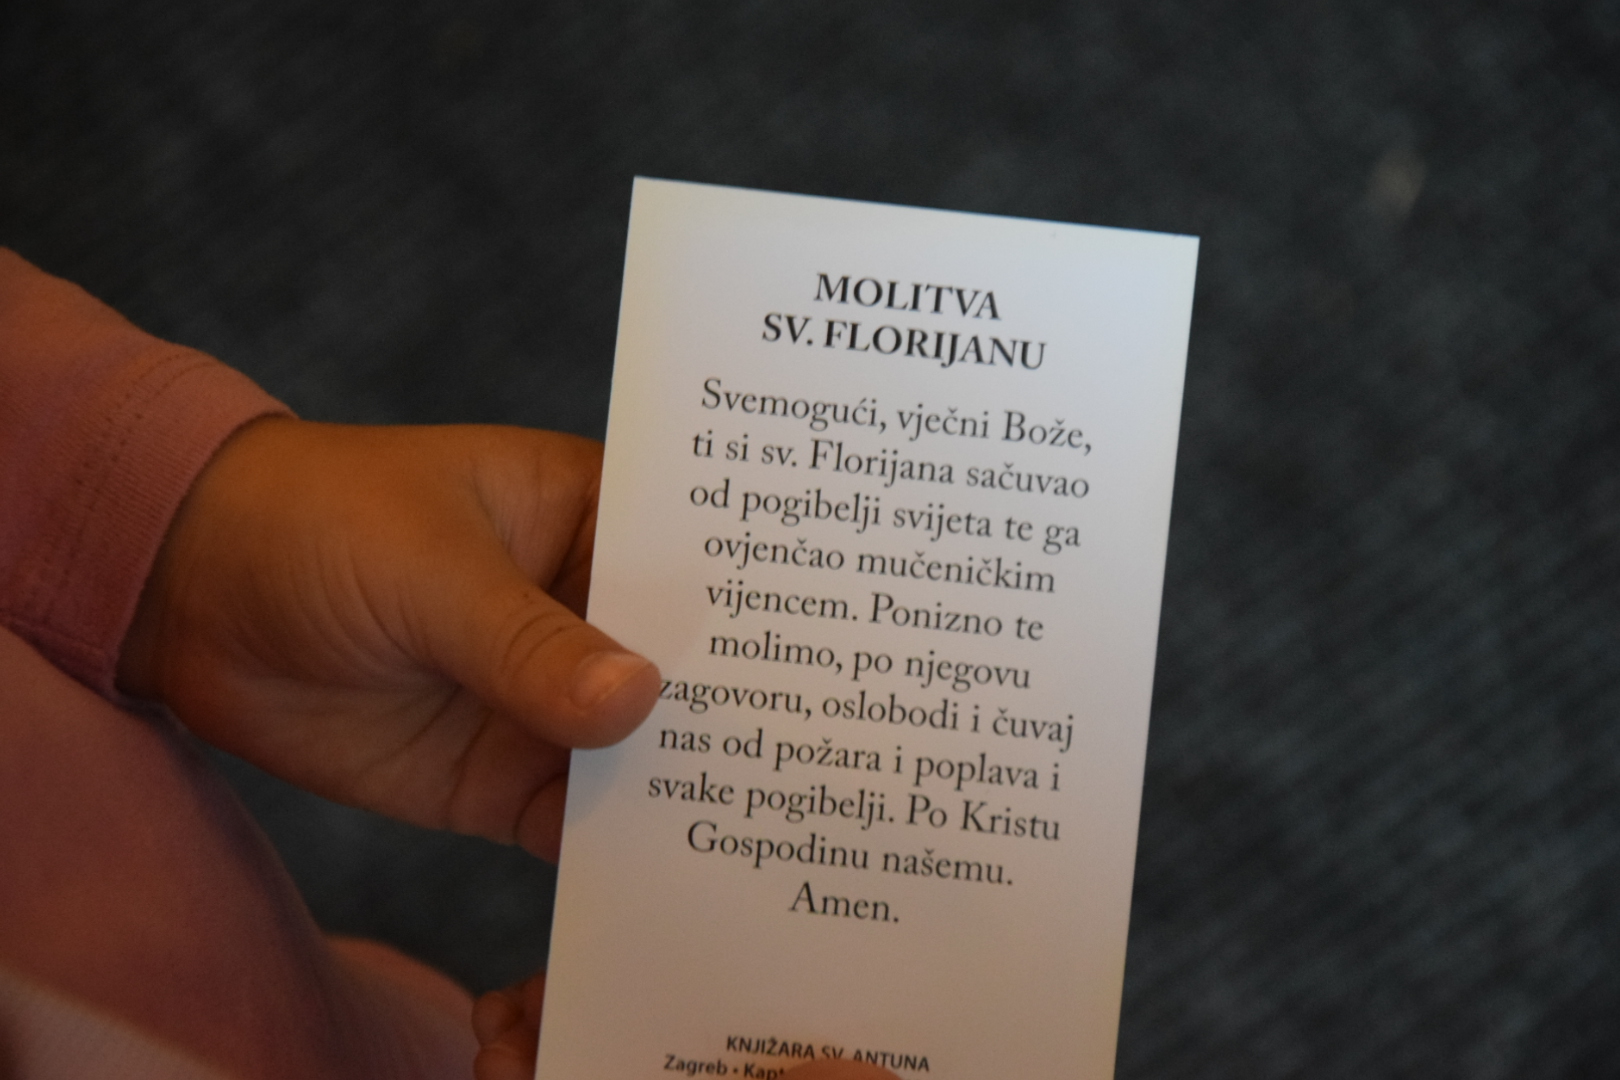 MOLITVA
SV. FLORIJANU
Svemogući, vječni Bože,
ti si sv. Florijana sačuvao
od pogibelji svijeta te ga
ovjenčao mučeničkim
vijencem. Ponizno te
molimo, po njegovu
zagovoru, oslobodi i čuvaj
nas od požara i poplava i
svake pogibelji. Po Kristu
Gospodinu našemu.
Amen.
KNJIŽARA SV. ANTUNA
Zagreb •